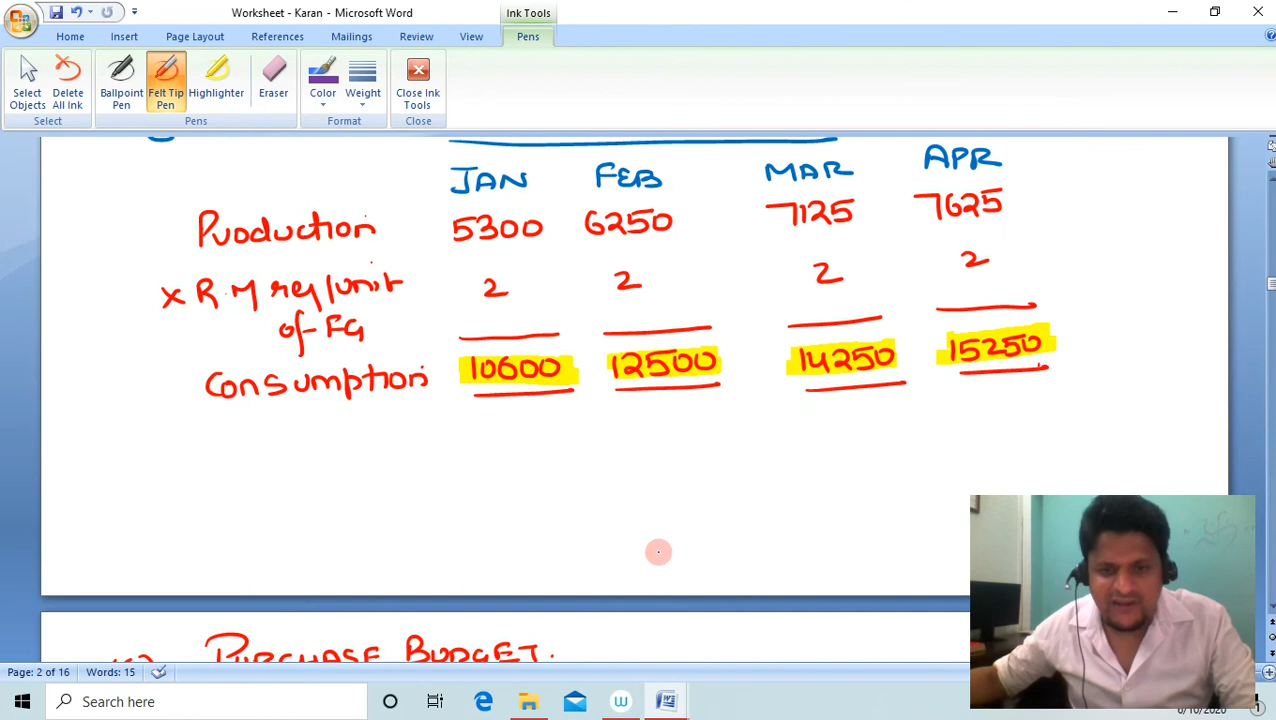 Worksheet - Karan - Microsoft Word
Ink Tools
Home Insert Page Layout References Mailings Review View Pens
Select Objects
Delete All Ink
Ballpoint Pen
Felt Tip Pen
Highlighter
Eraser
Color
Weight
Close Ink Tools
Select Pens Format Close
JAN FEB MAR APR
Production 5300 6250 7125 7625
x R.M req/unit 2 2 2 2
of FG
Consumption 10600 12500 14250 15250
PURCHASE BUDGET.
Page: 2 of 16 Words: 15
Search here
6/10/2020